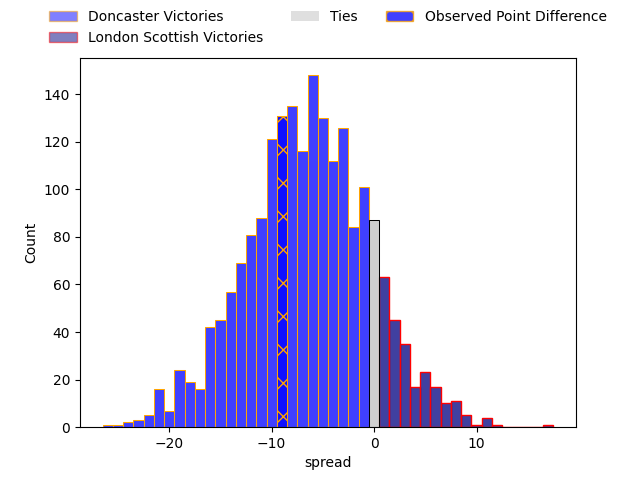 Doncaster Victories
London Scottish Victories
Ties
Observed Point Difference
140
120
100
80
60
40
20
0
Count
−20
−10
0
10
spread